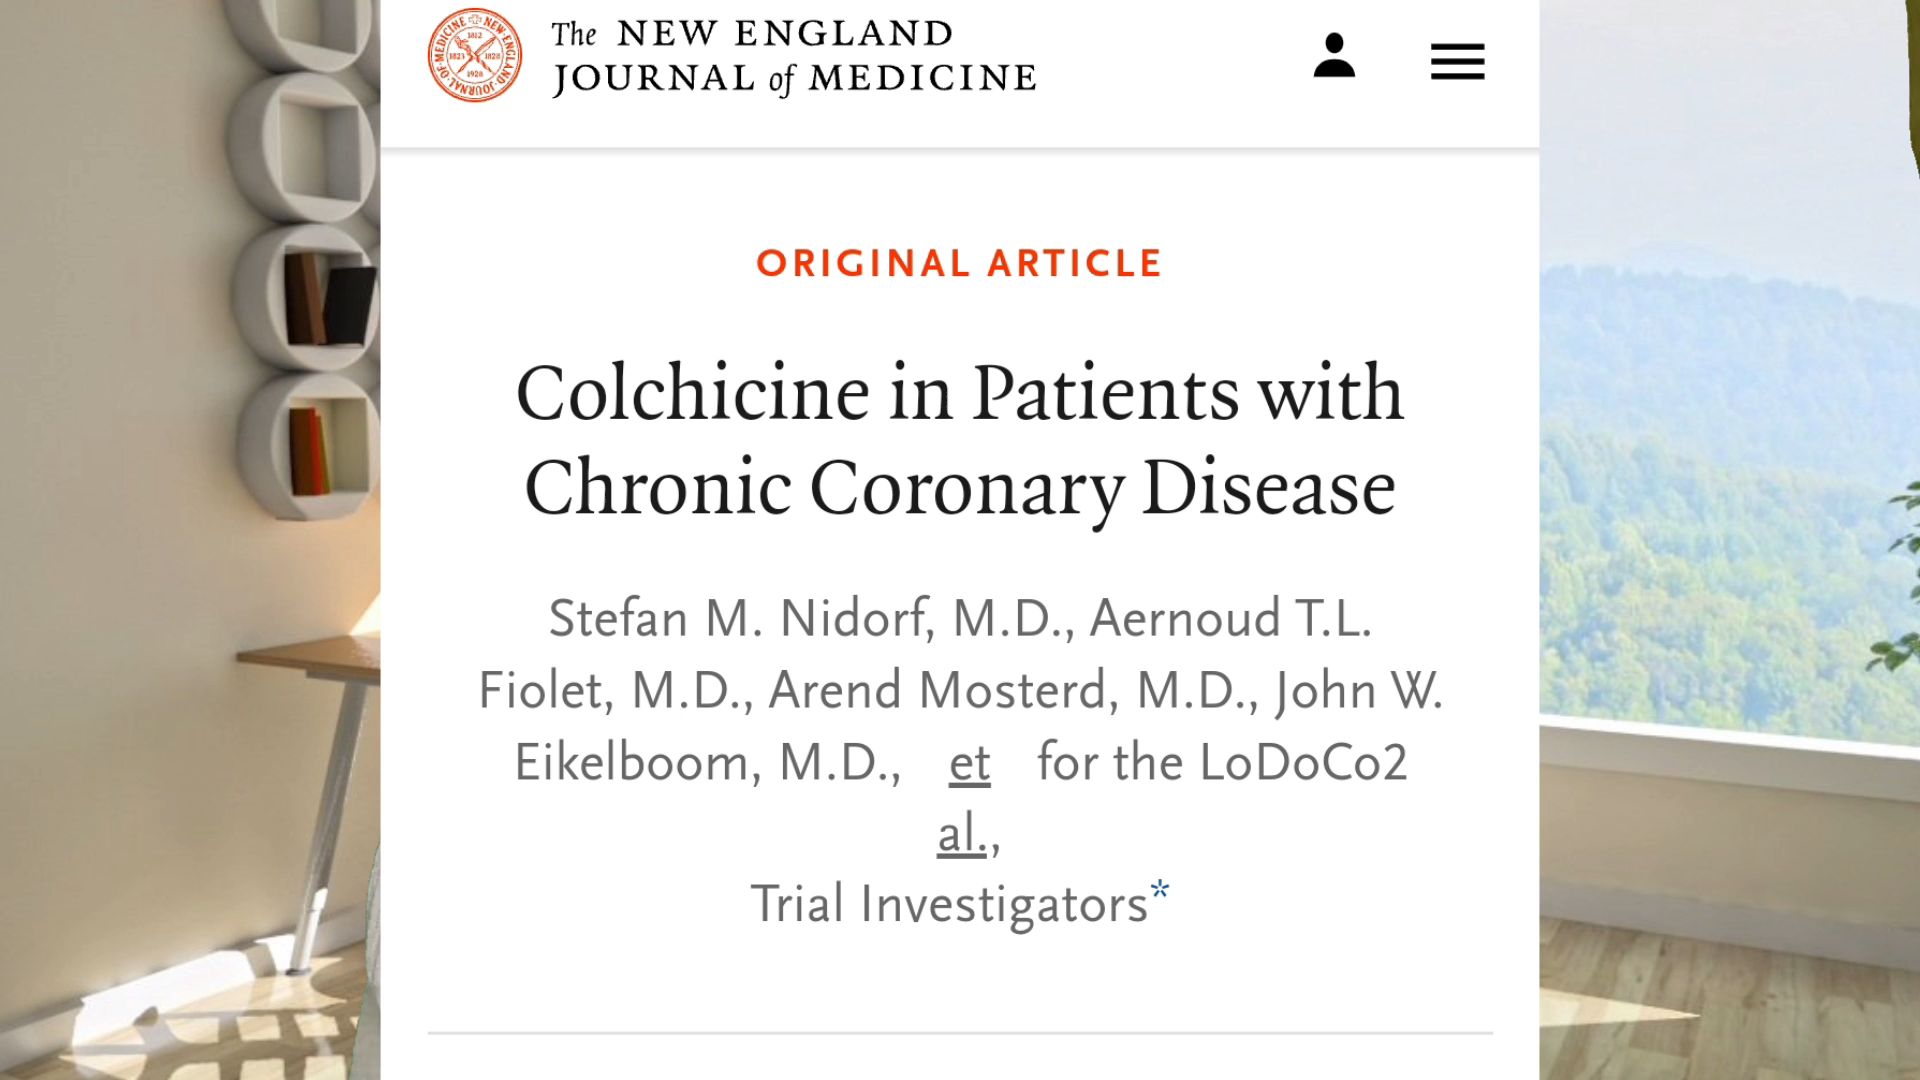 The NEW ENGLAND
JOURNAL of MEDICINE
ORIGINAL ARTICLE
Colchicine in Patients with
Chronic Coronary Disease
Stefan M. Nidorf, M.D., Aernoud T.L.
Fiolet, M.D., Arend Mosterd, M.D., John W.
Eikelboom, M.D., et for the LoDoCo2
al.,
Trial Investigators*